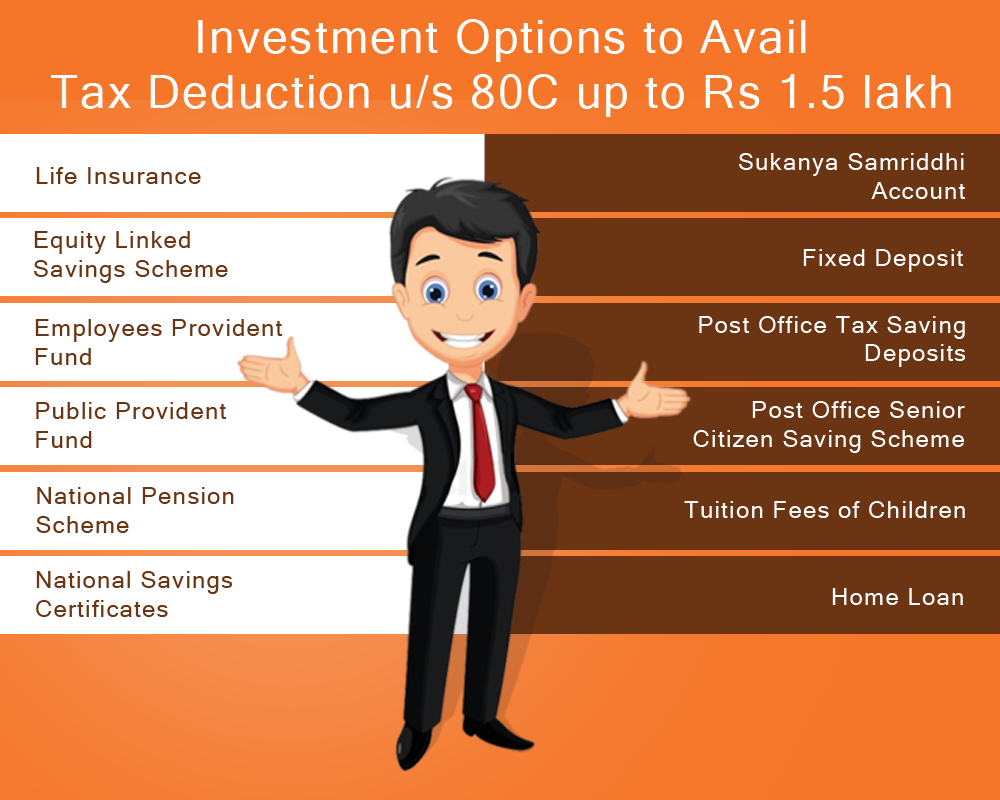 Investment Options to Avail
Tax Deduction u/s 80C up to Rs 1.5 lakh
Life Insurance
Equity Linked
Savings Scheme
Employees Provident
Fund
Public Provident
Fund
National Pension
Scheme
National Savings
Certificates
Sukanya Samriddhi
Account
Fixed Deposit
Post Office Tax Saving
Deposits
Post Office Senior
Citizen Saving Scheme
Tuition Fees of Children
Home Loan